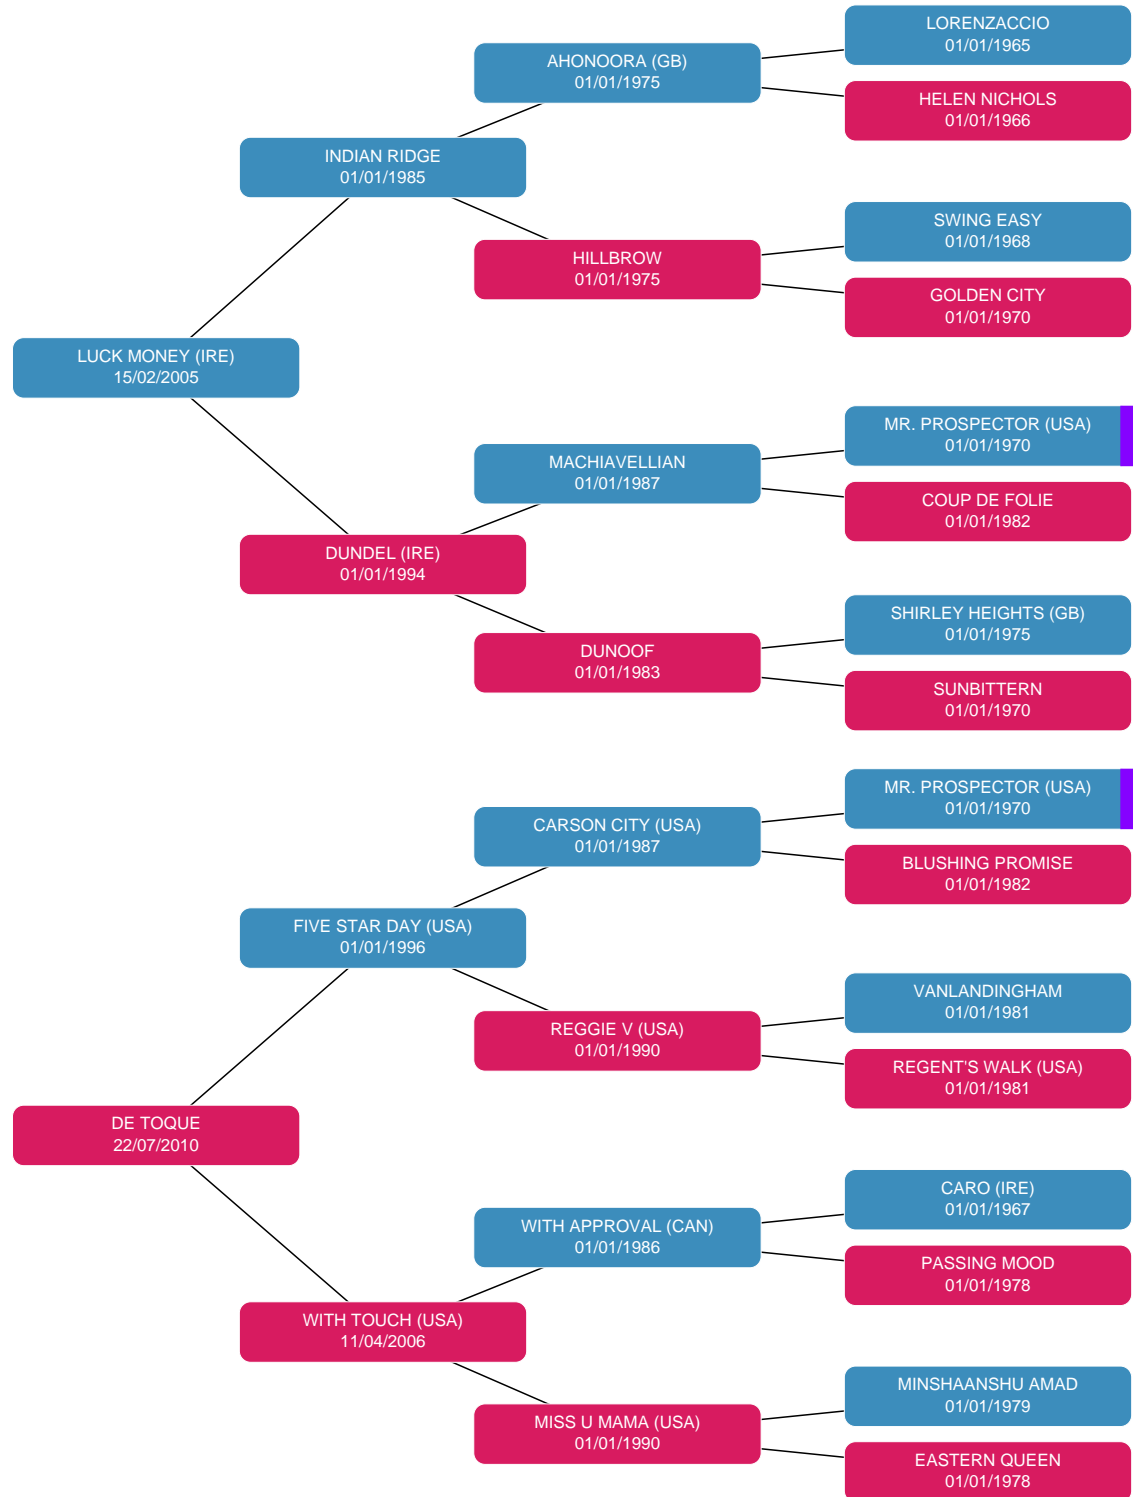 LORENZACCIO
01/01/1965
AHONOORA (GB)
01/01/1975
HELEN NICHOLS
01/01/1966
INDIAN RIDGE
01/01/1985
SWING EASY
01/01/1968
HILLBROW
01/01/1975
GOLDEN CITY
01/01/1970
LUCK MONEY (IRE)
15/02/2005
MR. PROSPECTOR (USA)
01/01/1970
MACHIAVELLIAN
01/01/1987
COUP DE FOLIE
01/01/1982
DUNDEL (IRE)
01/01/1994
SHIRLEY HEIGHTS (GB)
01/01/1975
DUNOOF
01/01/1983
SUNBITTERN
01/01/1970
MR. PROSPECTOR (USA)
01/01/1970
CARSON CITY (USA)
01/01/1987
BLUSHING PROMISE
01/01/1982
FIVE STAR DAY (USA)
01/01/1996
VANLANDINGHAM
01/01/1981
REGGIE V (USA)
01/01/1990
REGENT'S WALK (USA)
01/01/1981
DE TOQUE
22/07/2010
CARO (IRE)
01/01/1967
WITH APPROVAL (CAN)
01/01/1986
PASSING MOOD
01/01/1978
WITH TOUCH (USA)
11/04/2006
MINSHAANSHU AMAD
01/01/1979
MISS U MAMA (USA)
01/01/1990
EASTERN QUEEN
01/01/1978